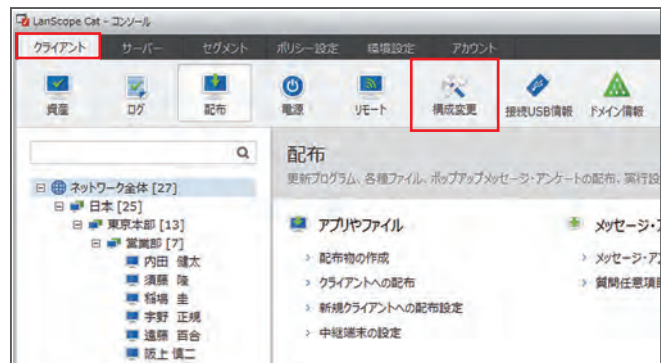 LanScope Cat - コンソール
クライアント サーバー セグメント ポリシー設定 環境設定 アカウント
資産 ログ 配布 電源 リモート 構成変更 接続USB情報 ドメイン情報
配布
更新プログラム、各種ファイル、ポップアップメッセージ・アンケートの配布、実行設
ネットワーク全体 [27]
日本 [25]
東京本部 [13]
営業部 [7]
内田 健太
須藤 隆
稲場 圭
宇野 正規
遠藤 百合
阪上 慎二
アプリやファイル
配布物の作成
クライアントへの配布
新規クライアントへの配布設定
中継端末の設定
メッセージ・
メッセージ・ア
質問任意項目